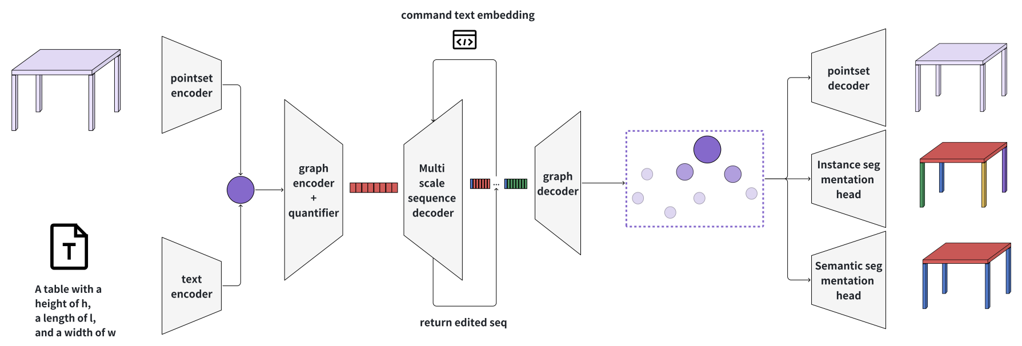 command text embedding
pointset
encoder
text
encoder
T
A table with a
height of h,
a length of l,
and a width of w
graph
encoder
+
quantifier
Multi
scale
sequence
decoder
...
return edited seq
graph
decoder
pointset
decoder
Instance seg
mentation
head
Semantic seg
mentation
head